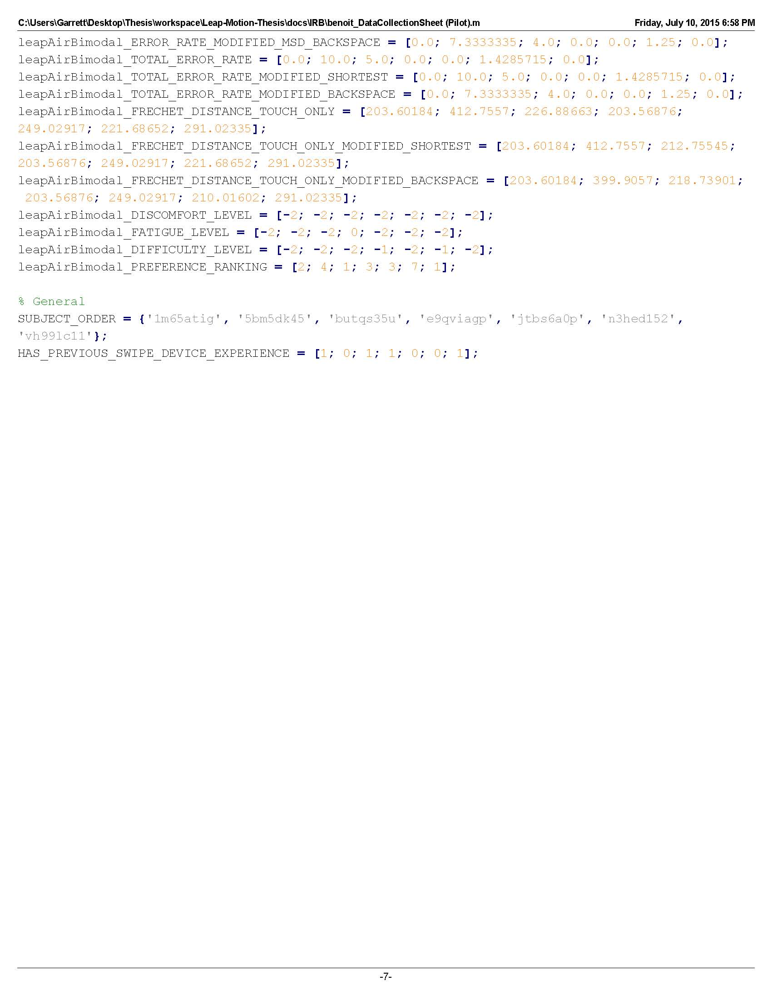 C:\Users\Garrett\Desktop\Thesis\workspace\Leap-Motion-Thesis\docs\IRB\benoit_DataCollectionSheet (Pilot).m Friday, July 10, 2015 6:58 PM
leapAirBimodal_ERROR_RATE_MODIFIED_MSD_BACKSPACE = [0.0; 7.3333335; 4.0; 0.0; 0.0; 1.25; 0.0];
leapAirBimodal_TOTAL_ERROR_RATE = [0.0; 10.0; 5.0; 0.0; 0.0; 1.4285715; 0.0];
leapAirBimodal_TOTAL_ERROR_RATE_MODIFIED_SHORTEST = [0.0; 10.0; 5.0; 0.0; 0.0; 1.4285715; 0.0];
leapAirBimodal_TOTAL_ERROR_RATE_MODIFIED_BACKSPACE = [0.0; 7.3333335; 4.0; 0.0; 0.0; 1.25; 0.0];
leapAirBimodal_FRECHET_DISTANCE_TOUCH_ONLY = [203.60184; 412.7557; 226.88663; 203.56876;
249.02917; 221.68652; 291.02335];
leapAirBimodal_FRECHET_DISTANCE_TOUCH_ONLY_MODIFIED_SHORTEST = [203.60184; 412.7557; 212.75545;
203.56876; 249.02917; 221.68652; 291.02335];
leapAirBimodal_FRECHET_DISTANCE_TOUCH_ONLY_MODIFIED_BACKSPACE = [203.60184; 399.9057; 218.73901;
203.56876; 249.02917; 210.01602; 291.02335];
leapAirBimodal_DISCOMFORT_LEVEL = [-2; -2; -2; -2; -2; -2; -2];
leapAirBimodal_FATIGUE_LEVEL = [-2; -2; -2; 0; -2; -2; -2];
leapAirBimodal_DIFFICULTY_LEVEL = [-2; -2; -2; -1; -2; -1; -2];
leapAirBimodal_PREFERENCE_RANKING = [2; 4; 1; 3; 3; 7; 1];
% General
SUBJECT_ORDER = {'1m65atig', '5bm5dk45', 'butqs35u', 'e9qviagp', 'jtbs6a0p', 'n3hed152',
'vh99lc11'};
HAS_PREVIOUS_SWIPE_DEVICE_EXPERIENCE = [1; 0; 1; 1; 0; 0; 1];
-7-